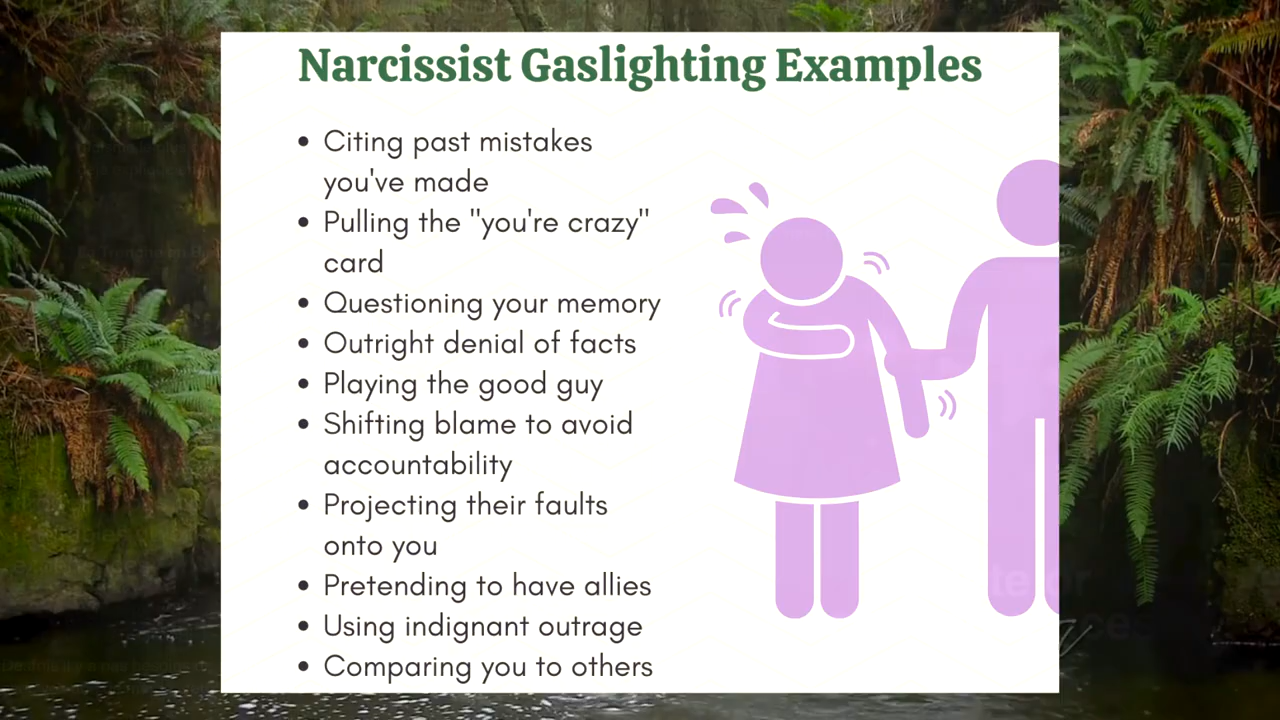 Narcissist Gaslighting Examples
• Citing past mistakes
you've made
• Pulling the "you're crazy"
card
• Questioning your memory
• Outright denial of facts
• Playing the good guy
• Shifting blame to avoid
accountability
• Projecting their faults
onto you
• Pretending to have allies
• Using indignant outrage
• Comparing you to others